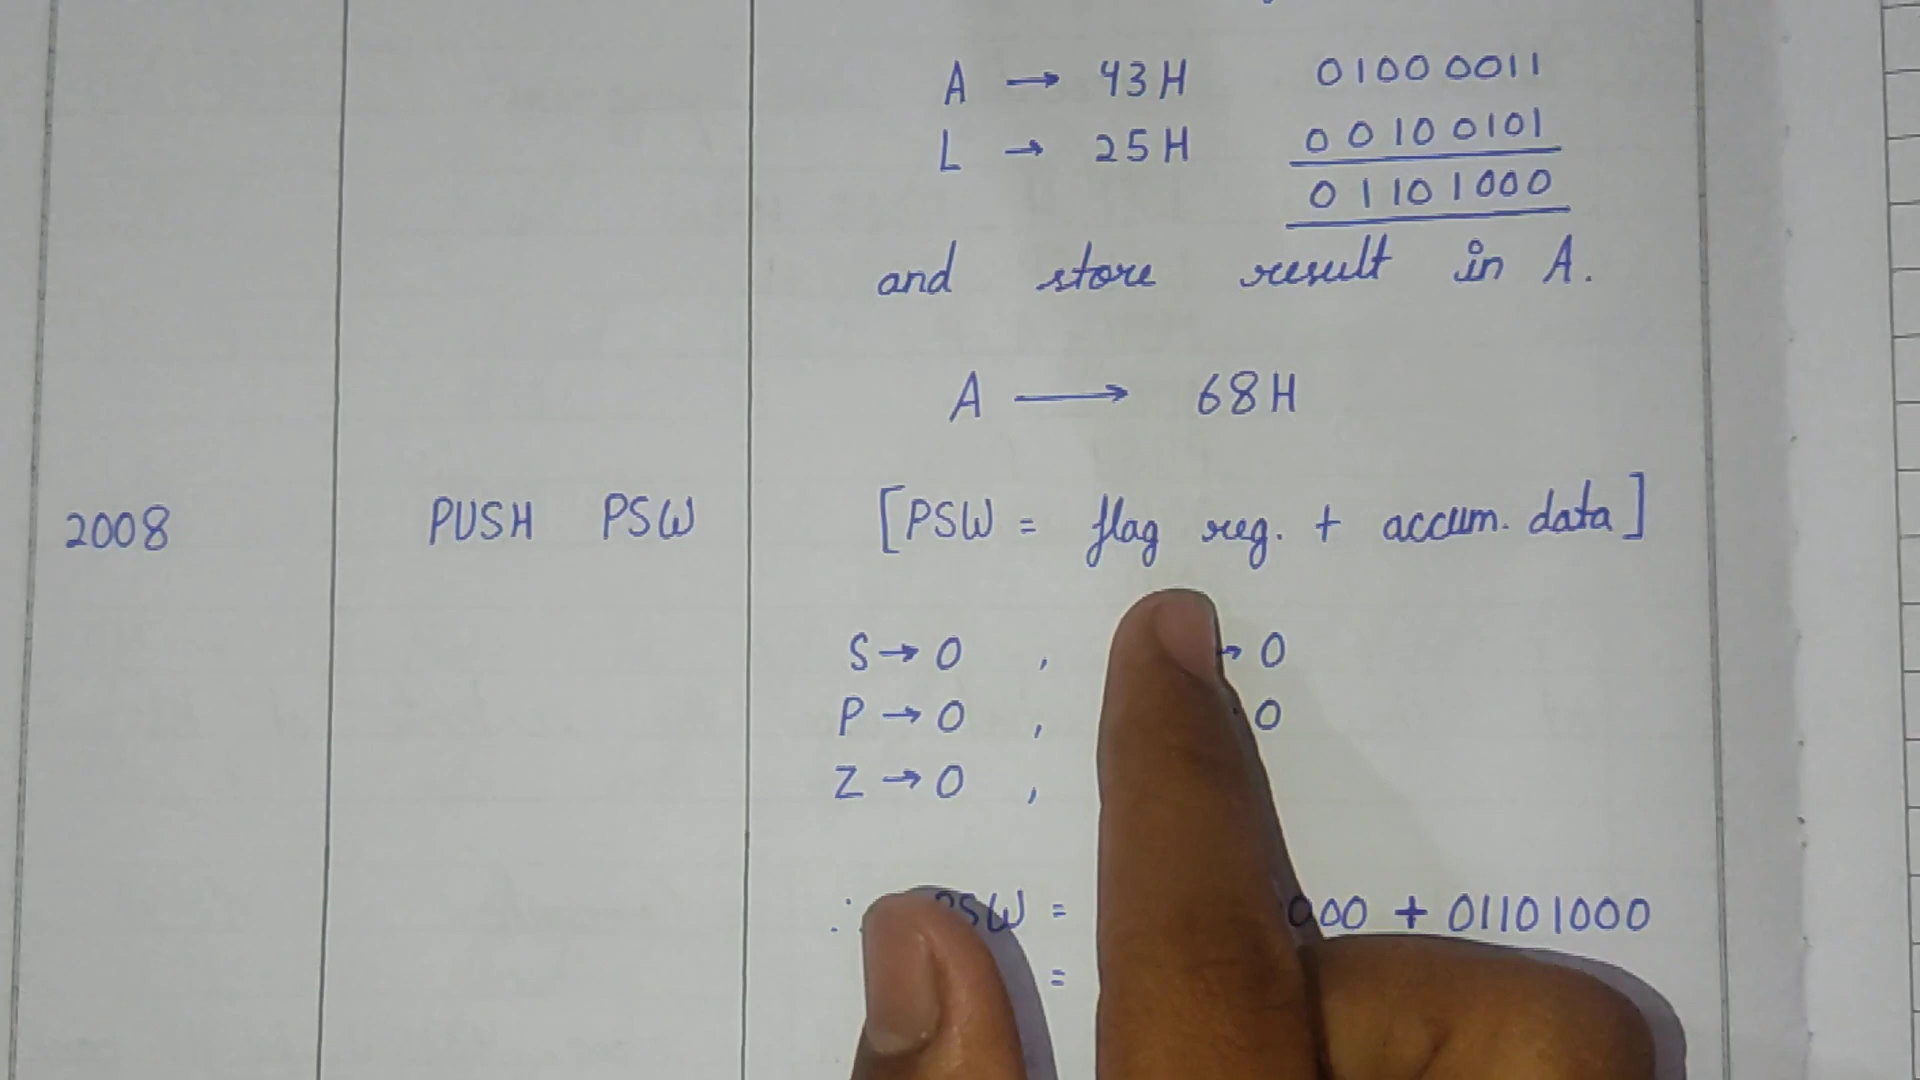 A → 43H 01000011
L → 25H 00100101
01101000
and store result in A.
A → 68H
2008 PUSH PSW [PSW = flag reg. + accum. data]
S → 0 , → 0
P → 0 , 0
Z → 0 ,
∴ PSW = 000 + 01101000
=